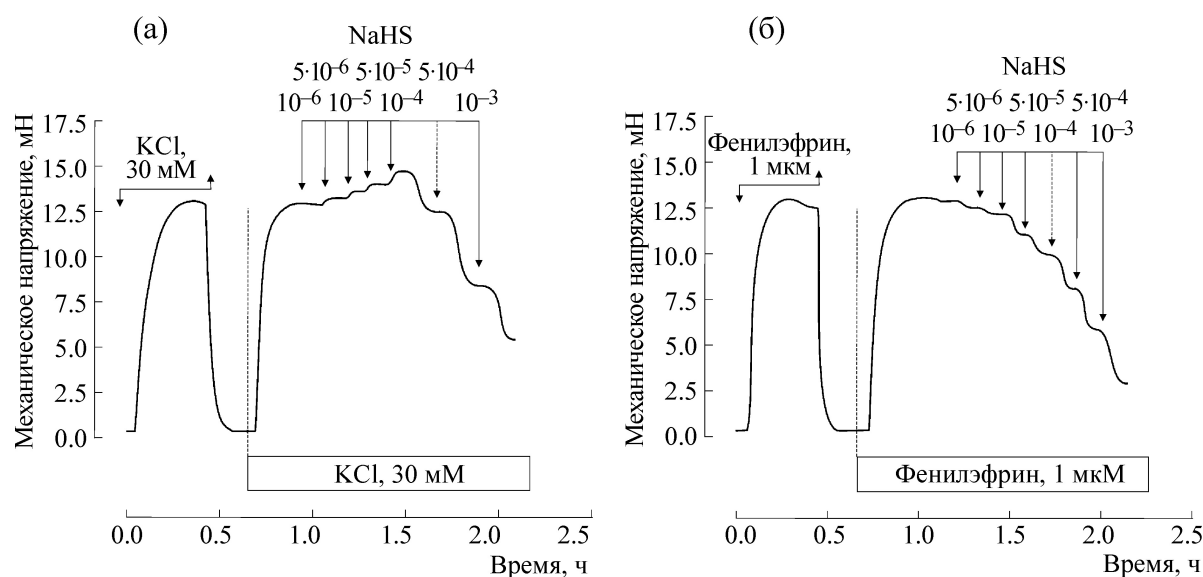 (а)
NaHS
5·10–6 5·10–5 5·10–4
10–6 10–5 10–4 10–3
KCl,
30 мМ
Механическое напряжение, мН
17.5
15.0
12.5
10.0
7.5
5.0
2.5
0.0
KCl, 30 мМ
0.0 0.5 1.0 1.5 2.0 2.5
Время, ч
(б)
NaHS
5·10–6 5·10–5 5·10–4
10–6 10–5 10–4 10–3
Фенилэфрин,
1 мкм
Механическое напряжение, мН
17.5
15.0
12.5
10.0
7.5
5.0
2.5
0.0
Фенилэфрин, 1 мкМ
0.0 0.5 1.0 1.5 2.0 2.5
Время, ч